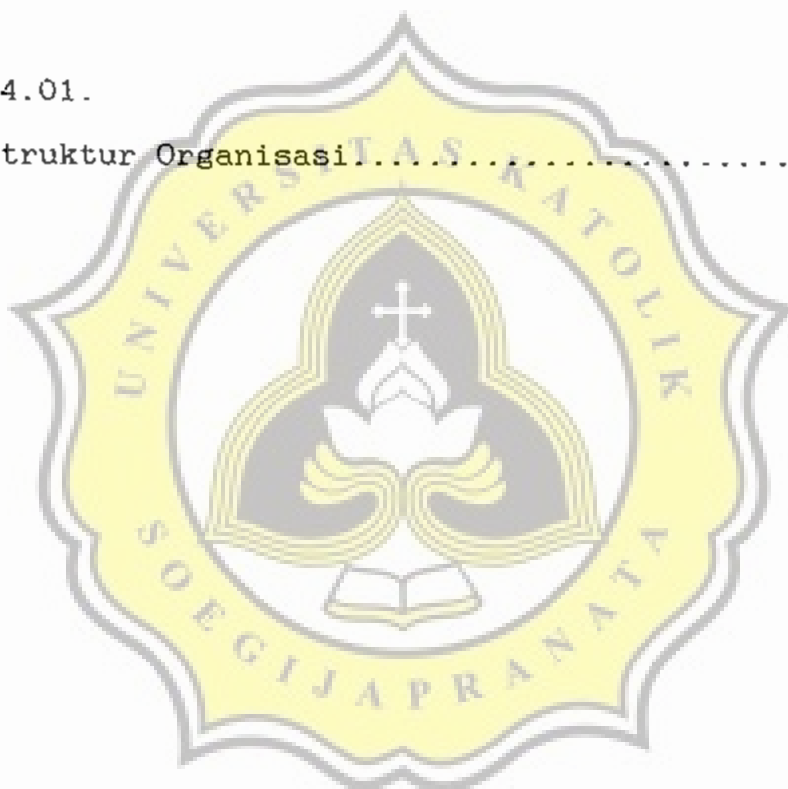 4.01.
truktur Organisasi............................
UNIVERSITAS KATOLIK
SOEGIJAPRANATA